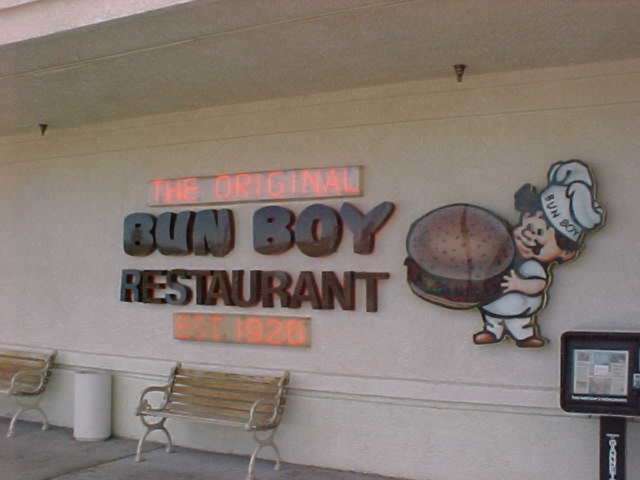 THE ORIGINAL
BUN BOY
RESTAURANT
EST. 1926
BUN BOY